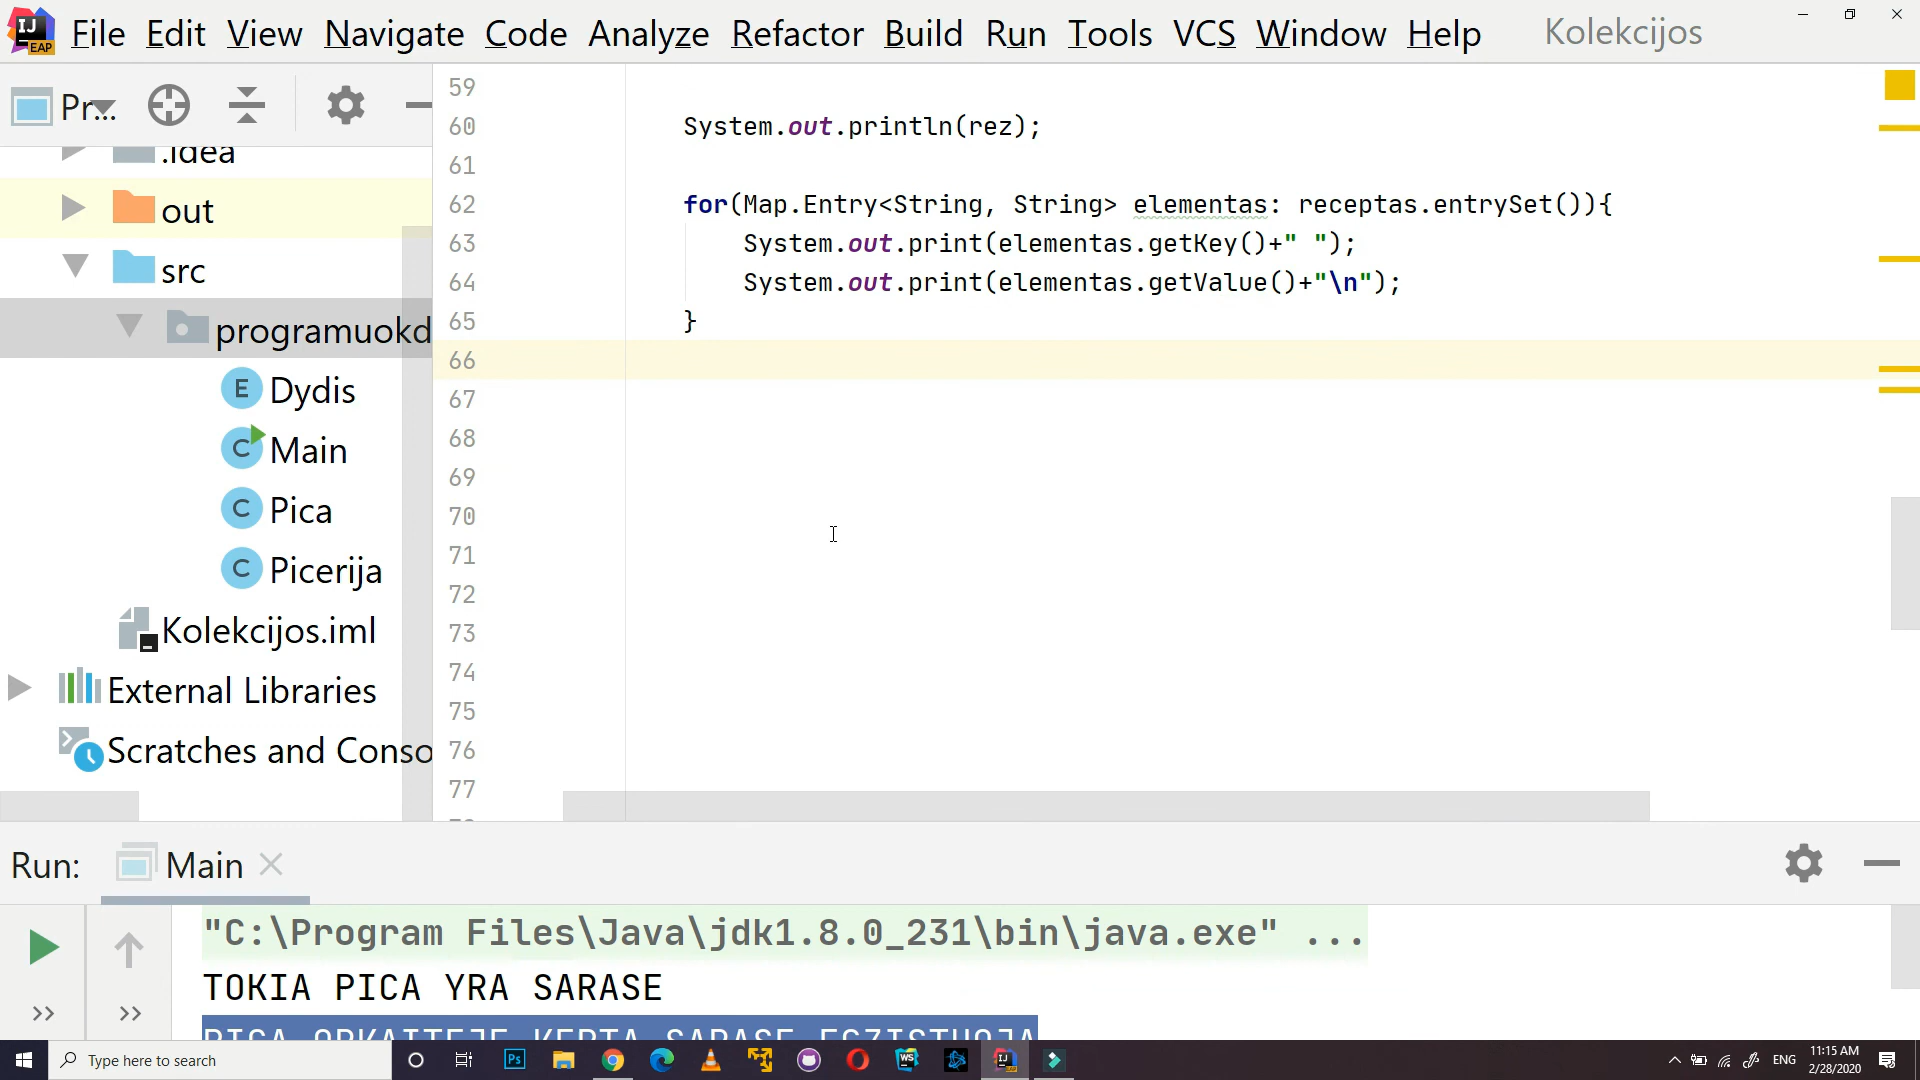 File Edit View Navigate Code Analyze Refactor Build Run Tools VCS Window Help Kolekcijos
Pr...
.idea
out
src
programuokd
Dydis
Main
Pica
Picerija
Kolekcijos.iml
External Libraries
Scratches and Conso
59
60 System.out.println(rez);
61
62 for(Map.Entry<String, String> elementas: receptas.entrySet()){
63 System.out.print(elementas.getKey()+" ");
64 System.out.print(elementas.getValue()+"\n");
65 }
66
67
68
69
70
71
72
73
74
75
76
77
Run: Main
"C:\Program Files\Java\jdk1.8.0_231\bin\java.exe" ...
TOKIA PICA YRA SARASE
Type here to search
ENG
11:15 AM
2/28/2020